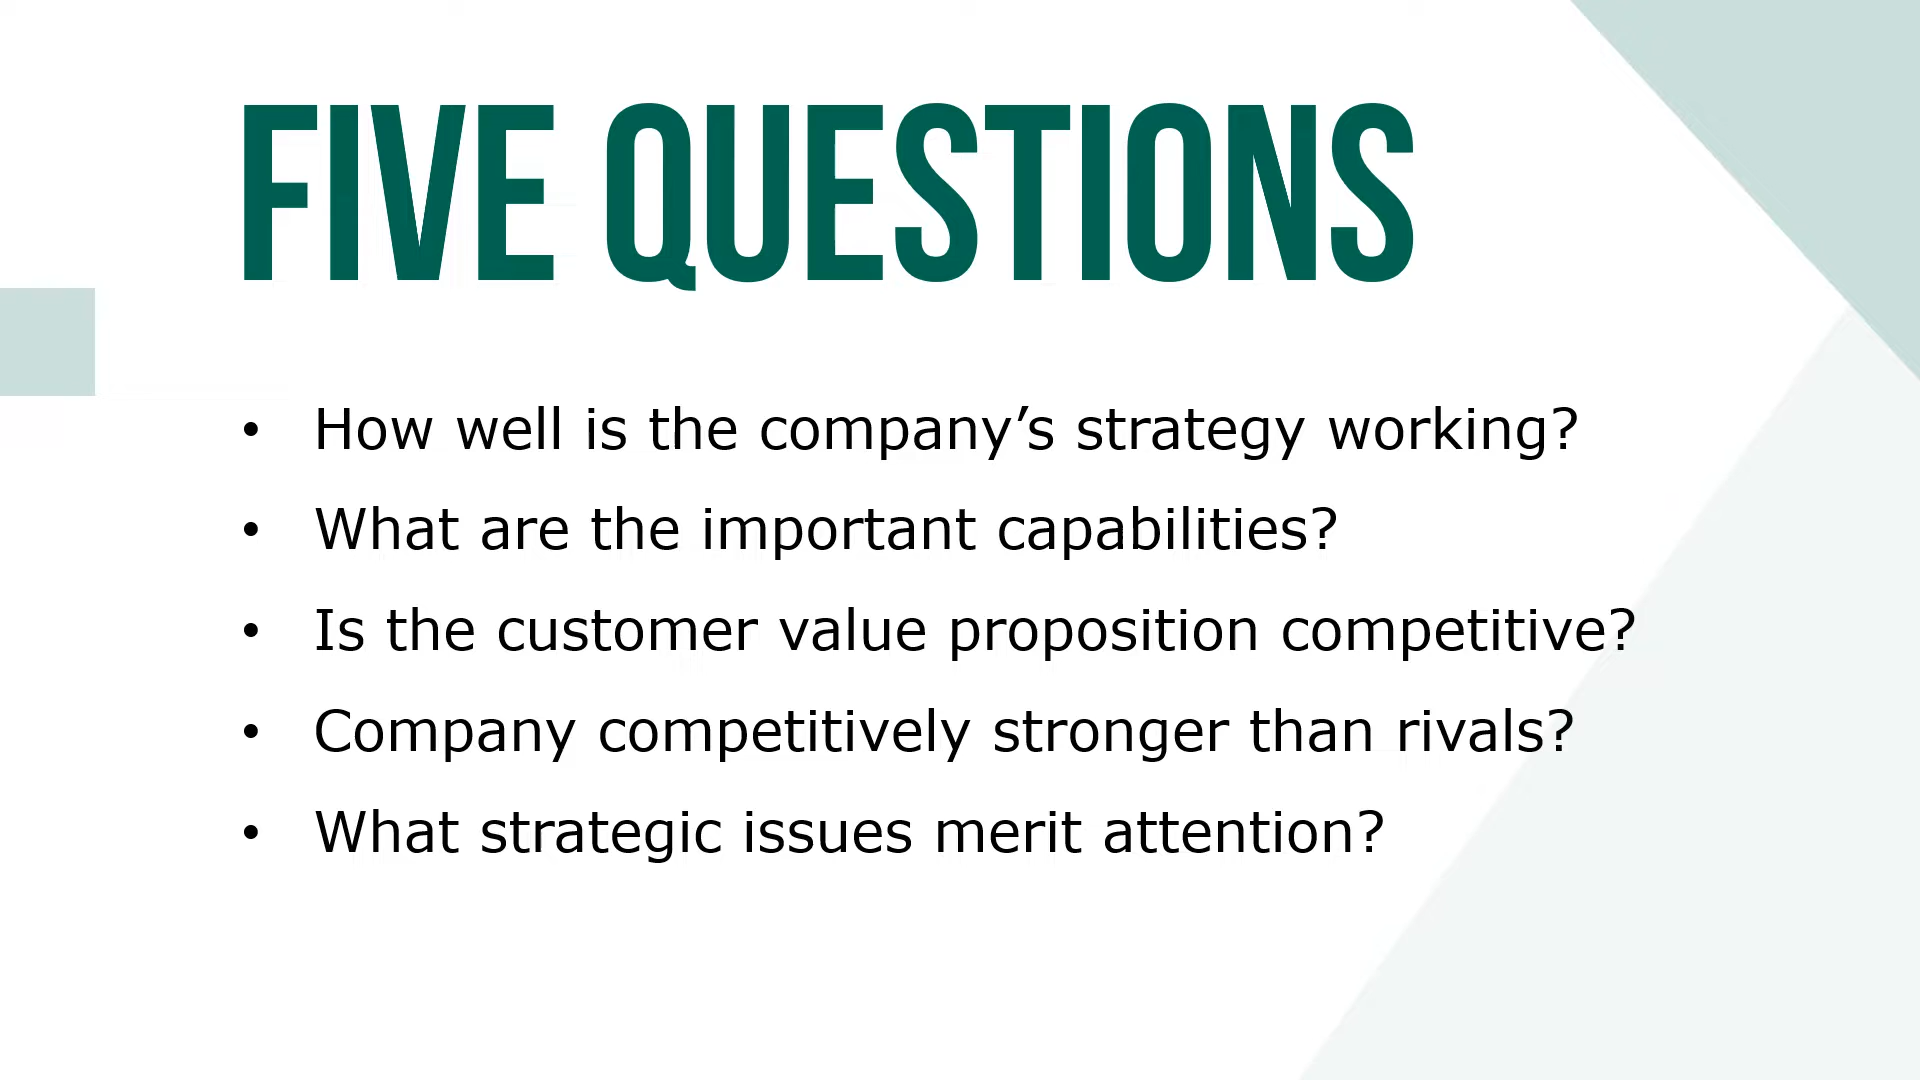 FIVE QUESTIONS
• How well is the company’s strategy working?
• What are the important capabilities?
• Is the customer value proposition competitive?
• Company competitively stronger than rivals?
• What strategic issues merit attention?